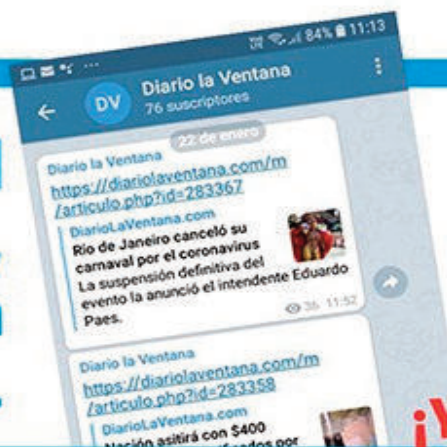 84% 11:13
DV
Diario la Ventana
76 suscriptores
22 de enero
Diario la Ventana
https://diariolaventana.com/m
/articulo.php?id=283367
DiarioLaVentana.com
Río de Janeiro canceló su
carnaval por el coronavirus
La suspensión definitiva del
evento la anunció el intendente Eduardo
Paes.
36 11:52
Diario la Ventana
https://diariolaventana.com/m
/articulo.php?id=283358
DiarioLaVentana.com
Nación asitirá con $400
por
¡V